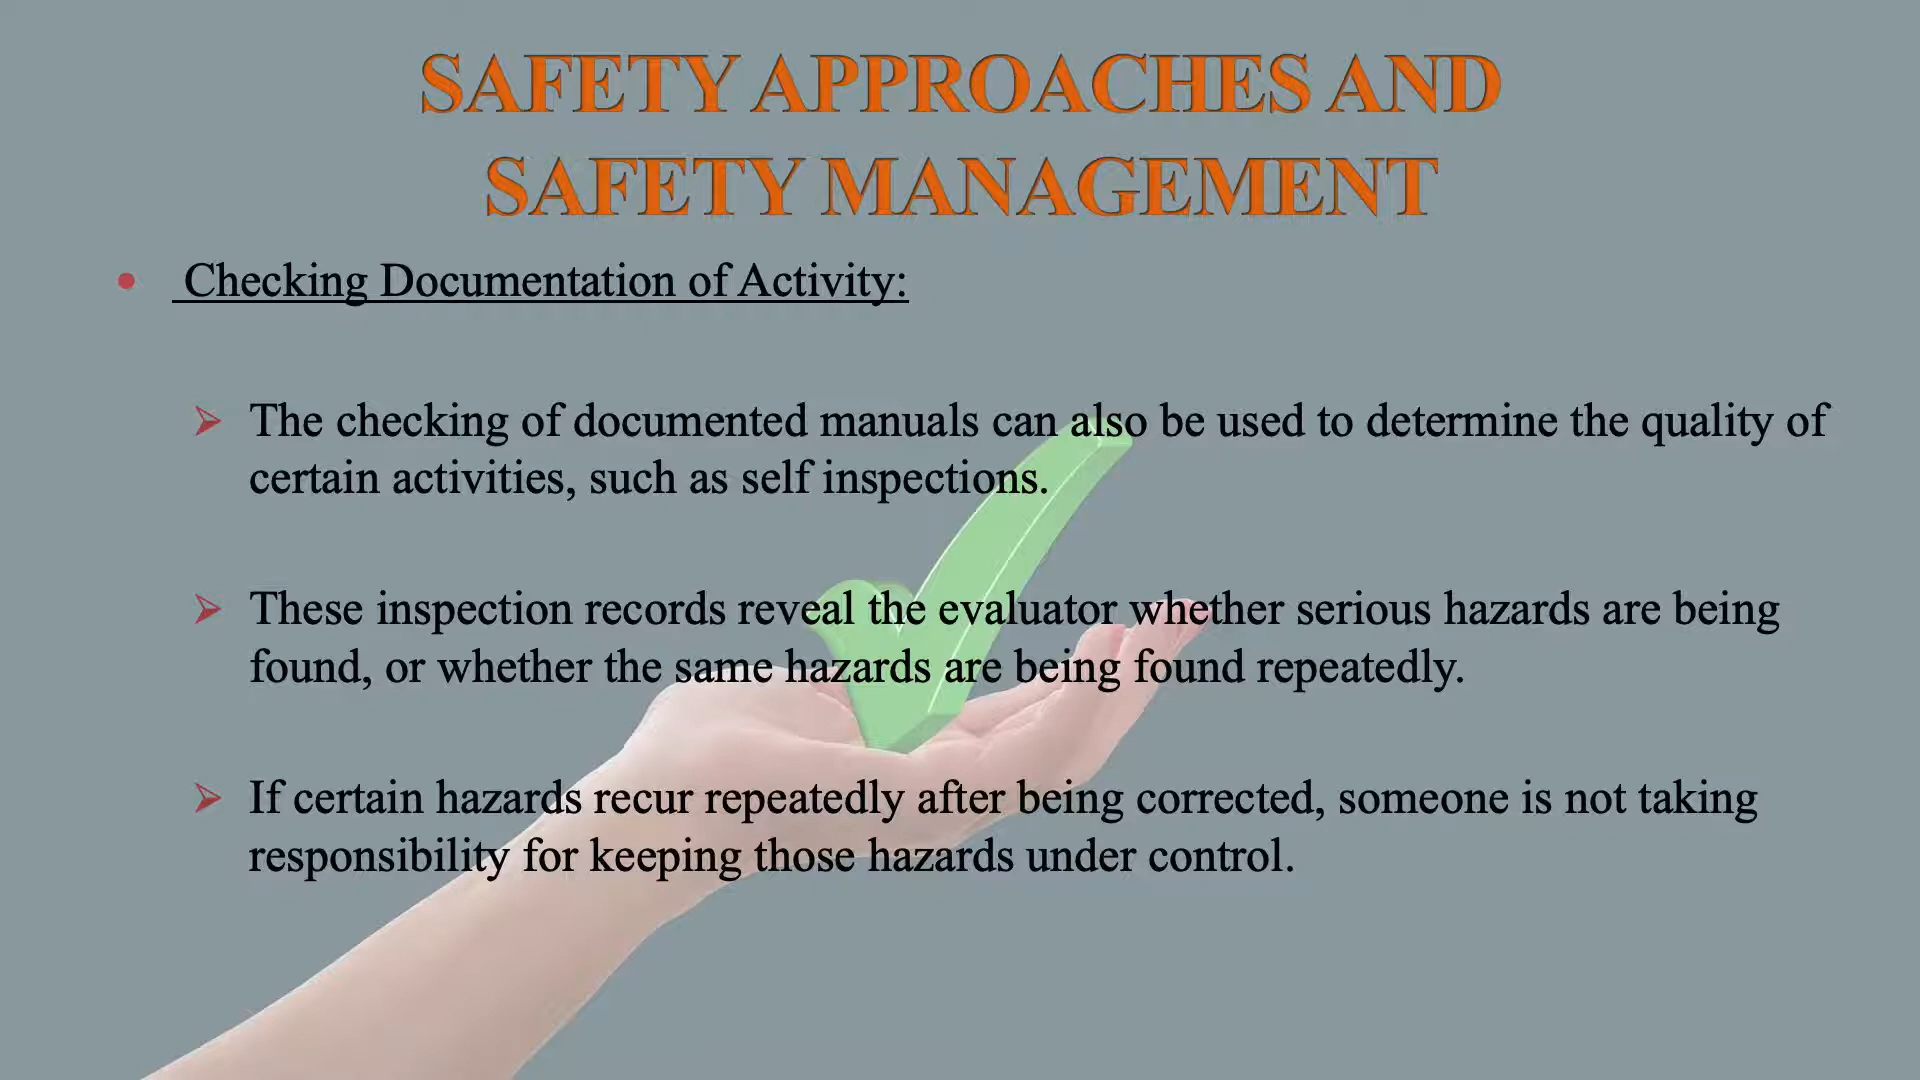 SAFETY APPROACHES AND
SAFETY MANAGEMENT
• Checking Documentation of Activity:
➢ The checking of documented manuals can also be used to determine the quality of
certain activities, such as self inspections.
➢ These inspection records reveal the evaluator whether serious hazards are being
found, or whether the same hazards are being found repeatedly.
➢ If certain hazards recur repeatedly after being corrected, someone is not taking
responsibility for keeping those hazards under control.